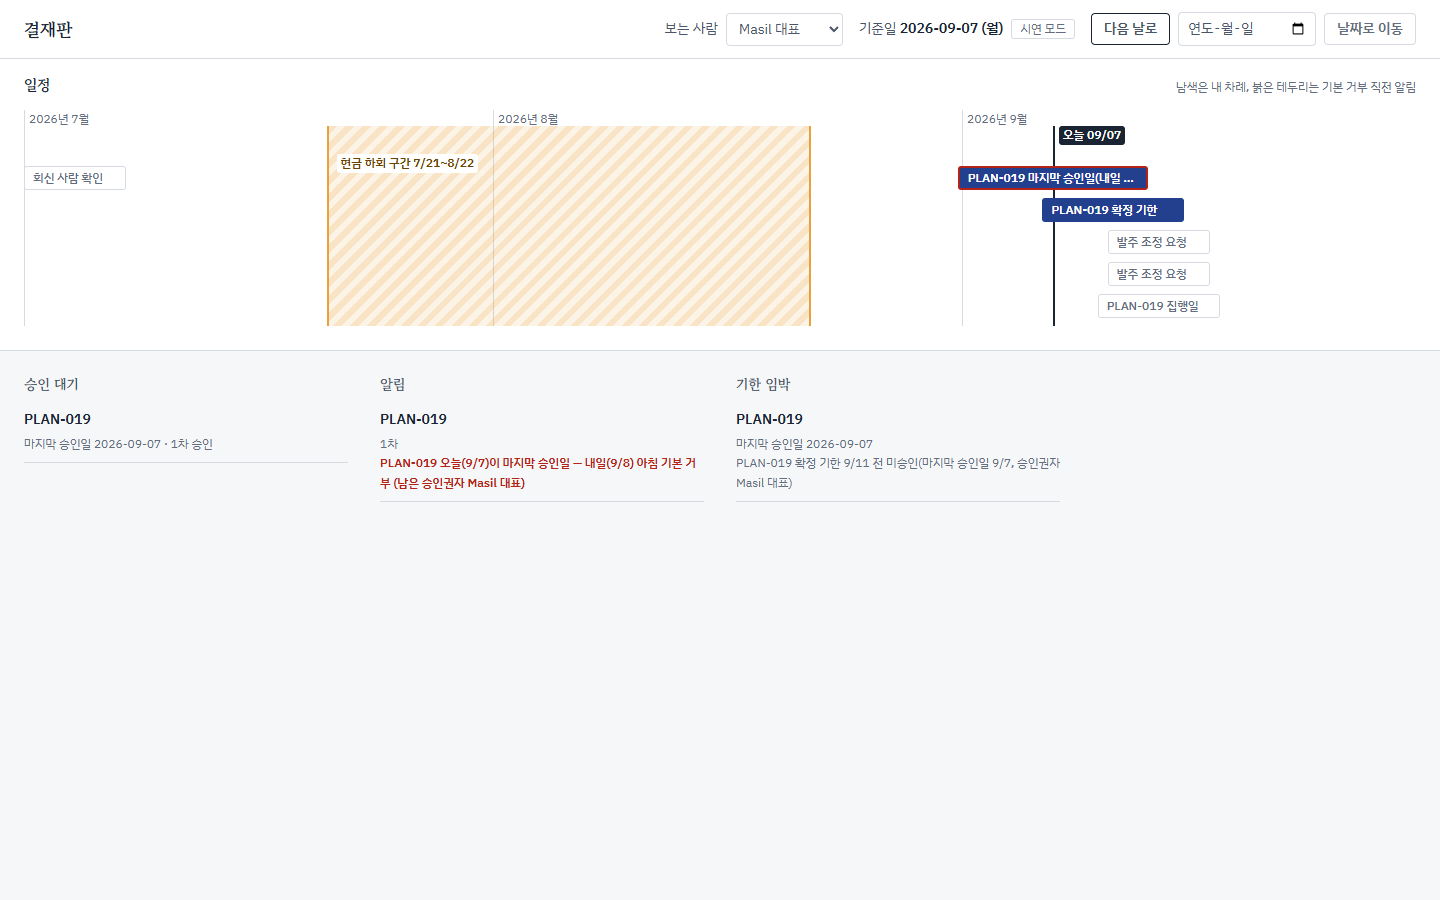 결재판
보는 사람 Masil 대표 기준일 2026-09-07 (월) 시연 모드 다음 날로 연도-월-일 날짜로 이동
일정
남색은 내 차례, 붉은 테두리는 기본 거부 직전 알림
2026년 7월 2026년 8월 2026년 9월
오늘 09/07
현금 하회 구간 7/21~8/22
회신 사람 확인
PLAN-019 마지막 승인일(내일 ...
PLAN-019 확정 기한
발주 조정 요청
발주 조정 요청
PLAN-019 집행일
승인 대기
PLAN-019
마지막 승인일 2026-09-07 · 1차 승인
알림
PLAN-019
1차
PLAN-019 오늘(9/7)이 마지막 승인일 — 내일(9/8) 아침 기본 거
부 (남은 승인권자 Masil 대표)
기한 임박
PLAN-019
마지막 승인일 2026-09-07
PLAN-019 확정 기한 9/11 전 미승인(마지막 승인일 9/7, 승인권자
Masil 대표)